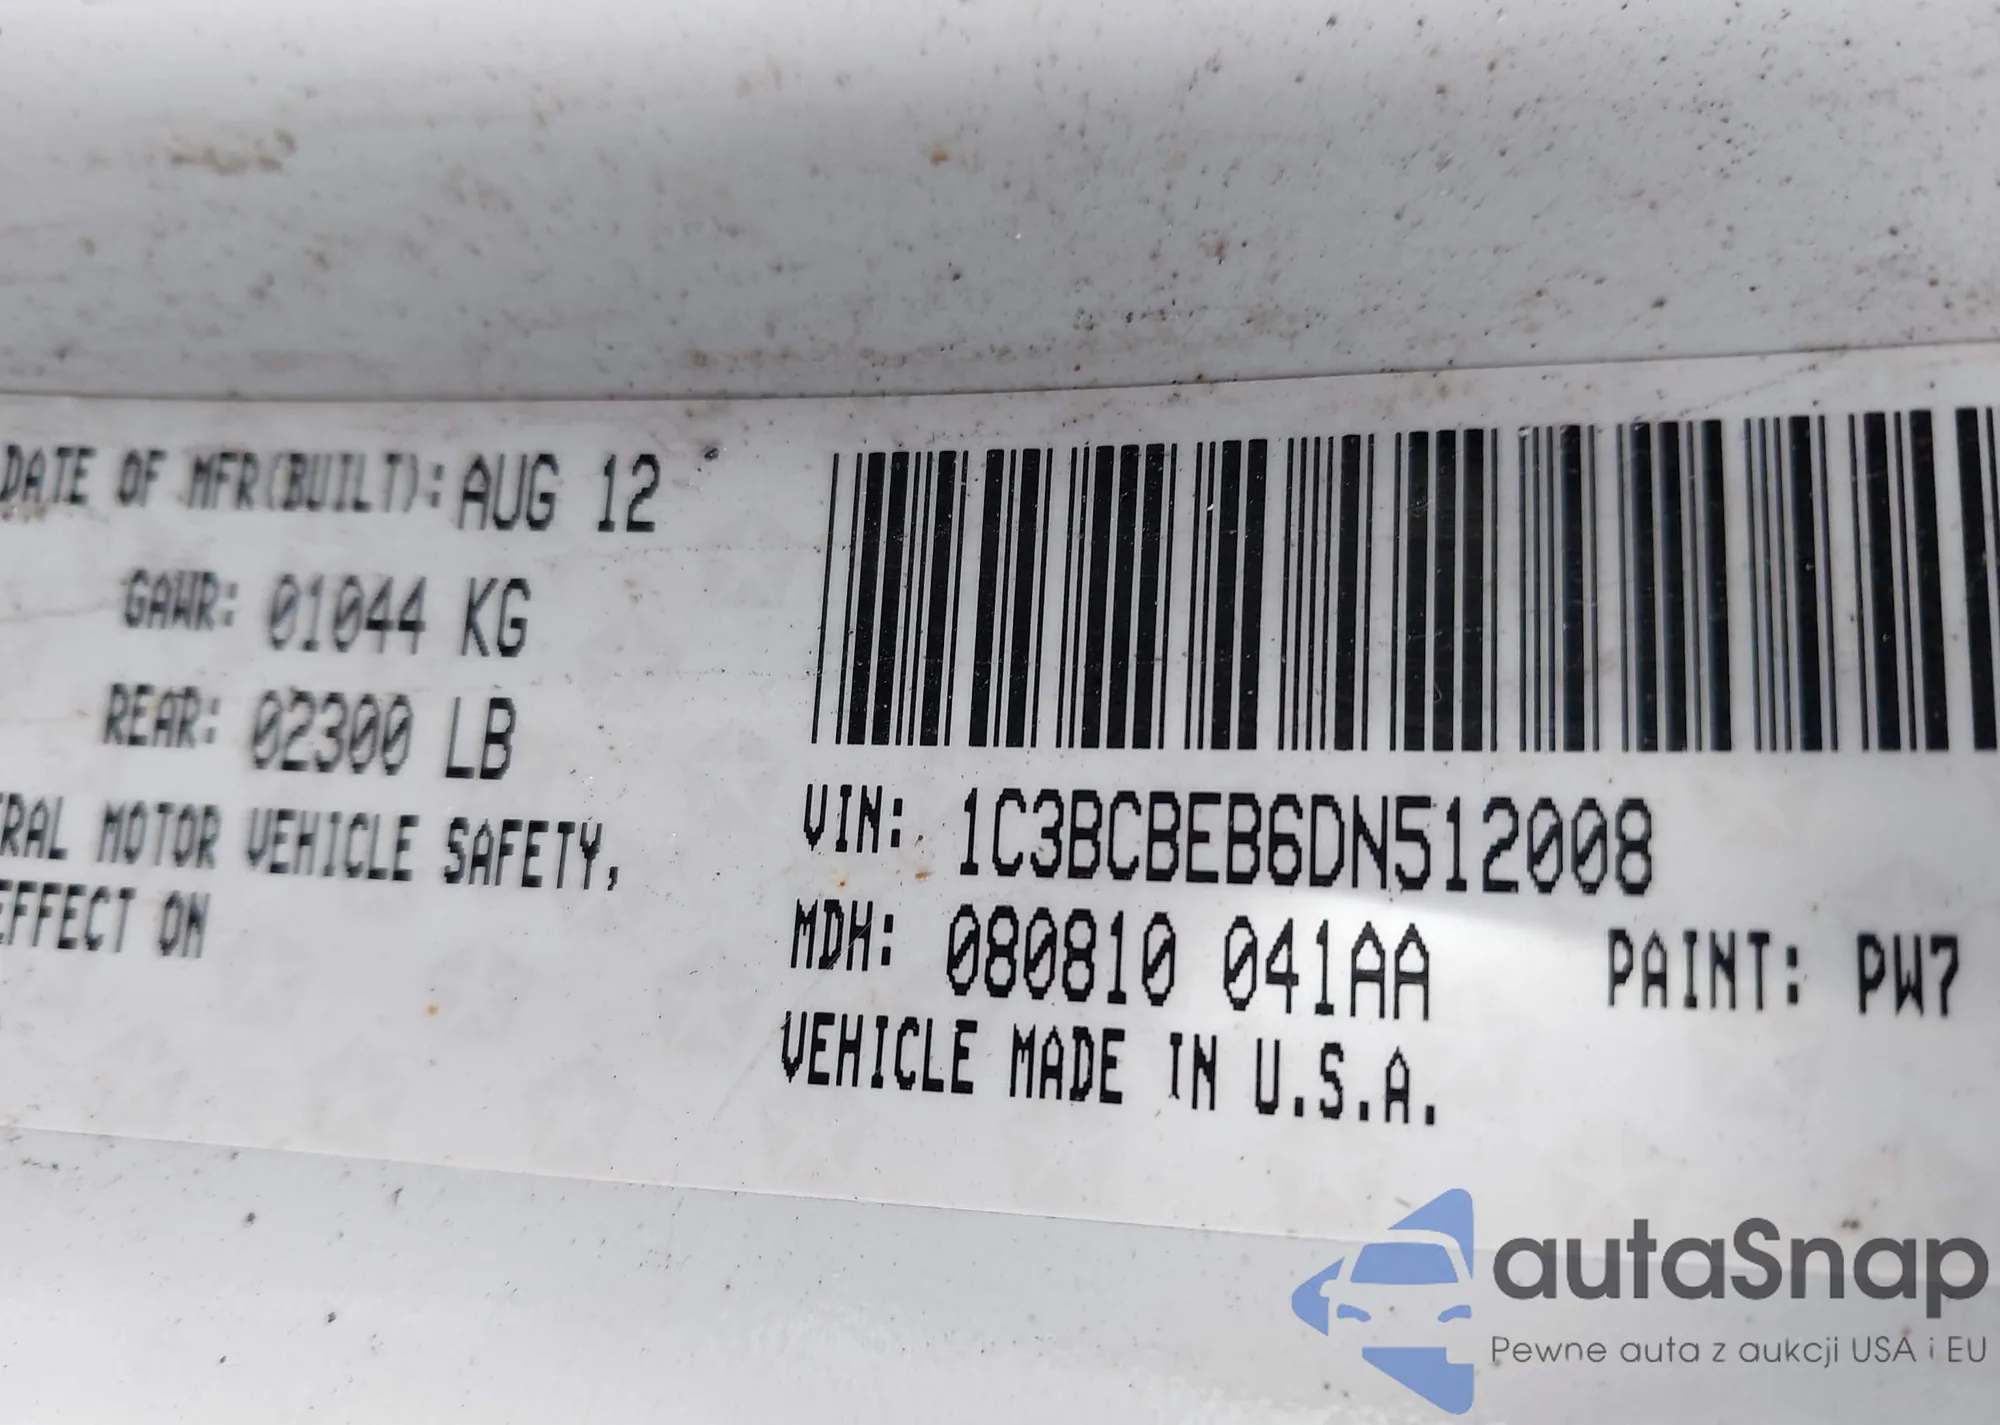 DATE OF MFR(BUILT): AUG 12
GAWR: 01044 KG
REAR: 02300 LB
ERAL MOTOR VEHICLE SAFETY,
EFFECT ON
VIN: 1C3BCBEB6DN512008
MDH: 080810 041AA PAINT: PW7
VEHICLE MADE IN U.S.A.
autaSnap
Pewne auta z aukcji USA i EU